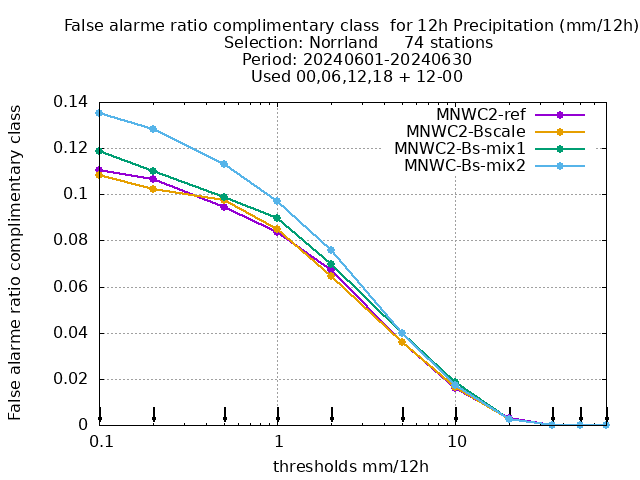 False alarme ratio complimentary class  for 12h Precipitation (mm/12h)
Selection: Norrland     74 stations
Period: 20240601-20240630
Used 00,06,12,18 + 12-00
MNWC2-ref
MNWC2-Bscale
MNWC2-Bs-mix1
MNWC-Bs-mix2
False alarme ratio complimentary class
0.14
0.12
0.1
0.08
0.06
0.04
0.02
0
0.1 1 10
thresholds mm/12h